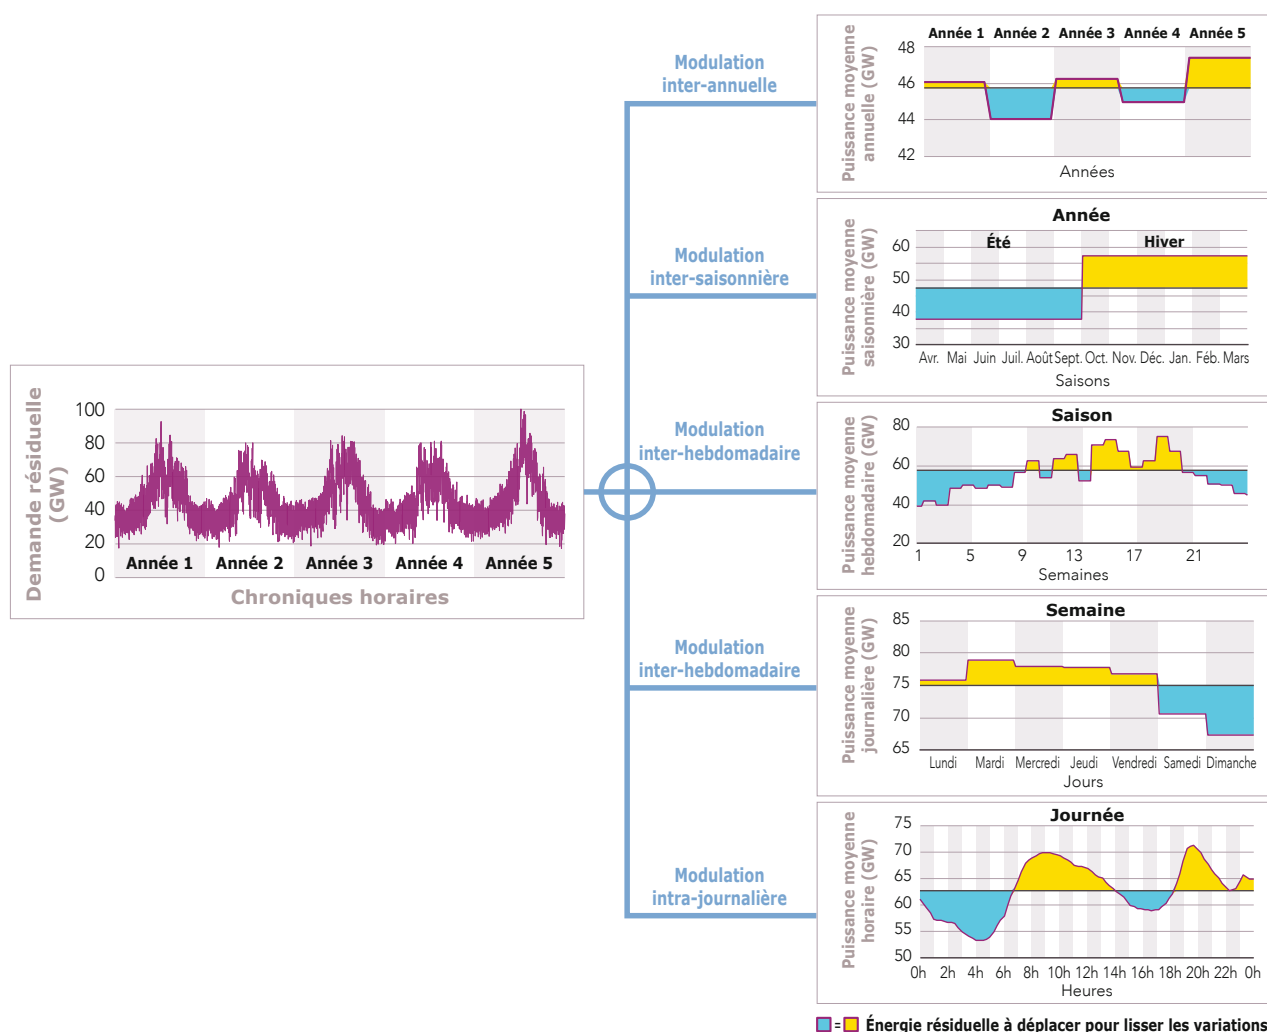 Demande résiduelle
(GW)
100
80
60
40
20
0
Année 1
Année 2
Année 3
Année 4
Année 5
Chroniques horaires
Modulation
inter-annuelle
Puissance moyenne
annuelle (GW)
Année 1
Année 2
Année 3
Année 4
Année 5
48
46
44
42
Années
Modulation
inter-saisonnière
Puissance moyenne
saisonnière (GW)
Année
Été
Hiver
60
50
40
30
Avr. Mai Juin Juil. Août Sept. Oct. Nov. Déc. Jan. Féb. Mars
Saisons
Modulation
inter-hebdomadaire
Puissance moyenne
hebdomadaire (GW)
Saison
80
60
40
20
1 5 9 13 17 21
Semaines
Modulation
inter-hebdomadaire
Puissance moyenne
journalière (GW)
Semaine
85
80
75
70
65
Lundi Mardi Mercredi Jeudi Vendredi Samedi Dimanche
Jours
Modulation
intra-journalière
Puissance moyenne
horaire (GW)
Journée
75
70
65
60
55
50
0h 2h 4h 6h 8h 10h 12h 14h 16h 18h 20h 22h 0h
Heures
= Énergie résiduelle à déplacer pour lisser les variations